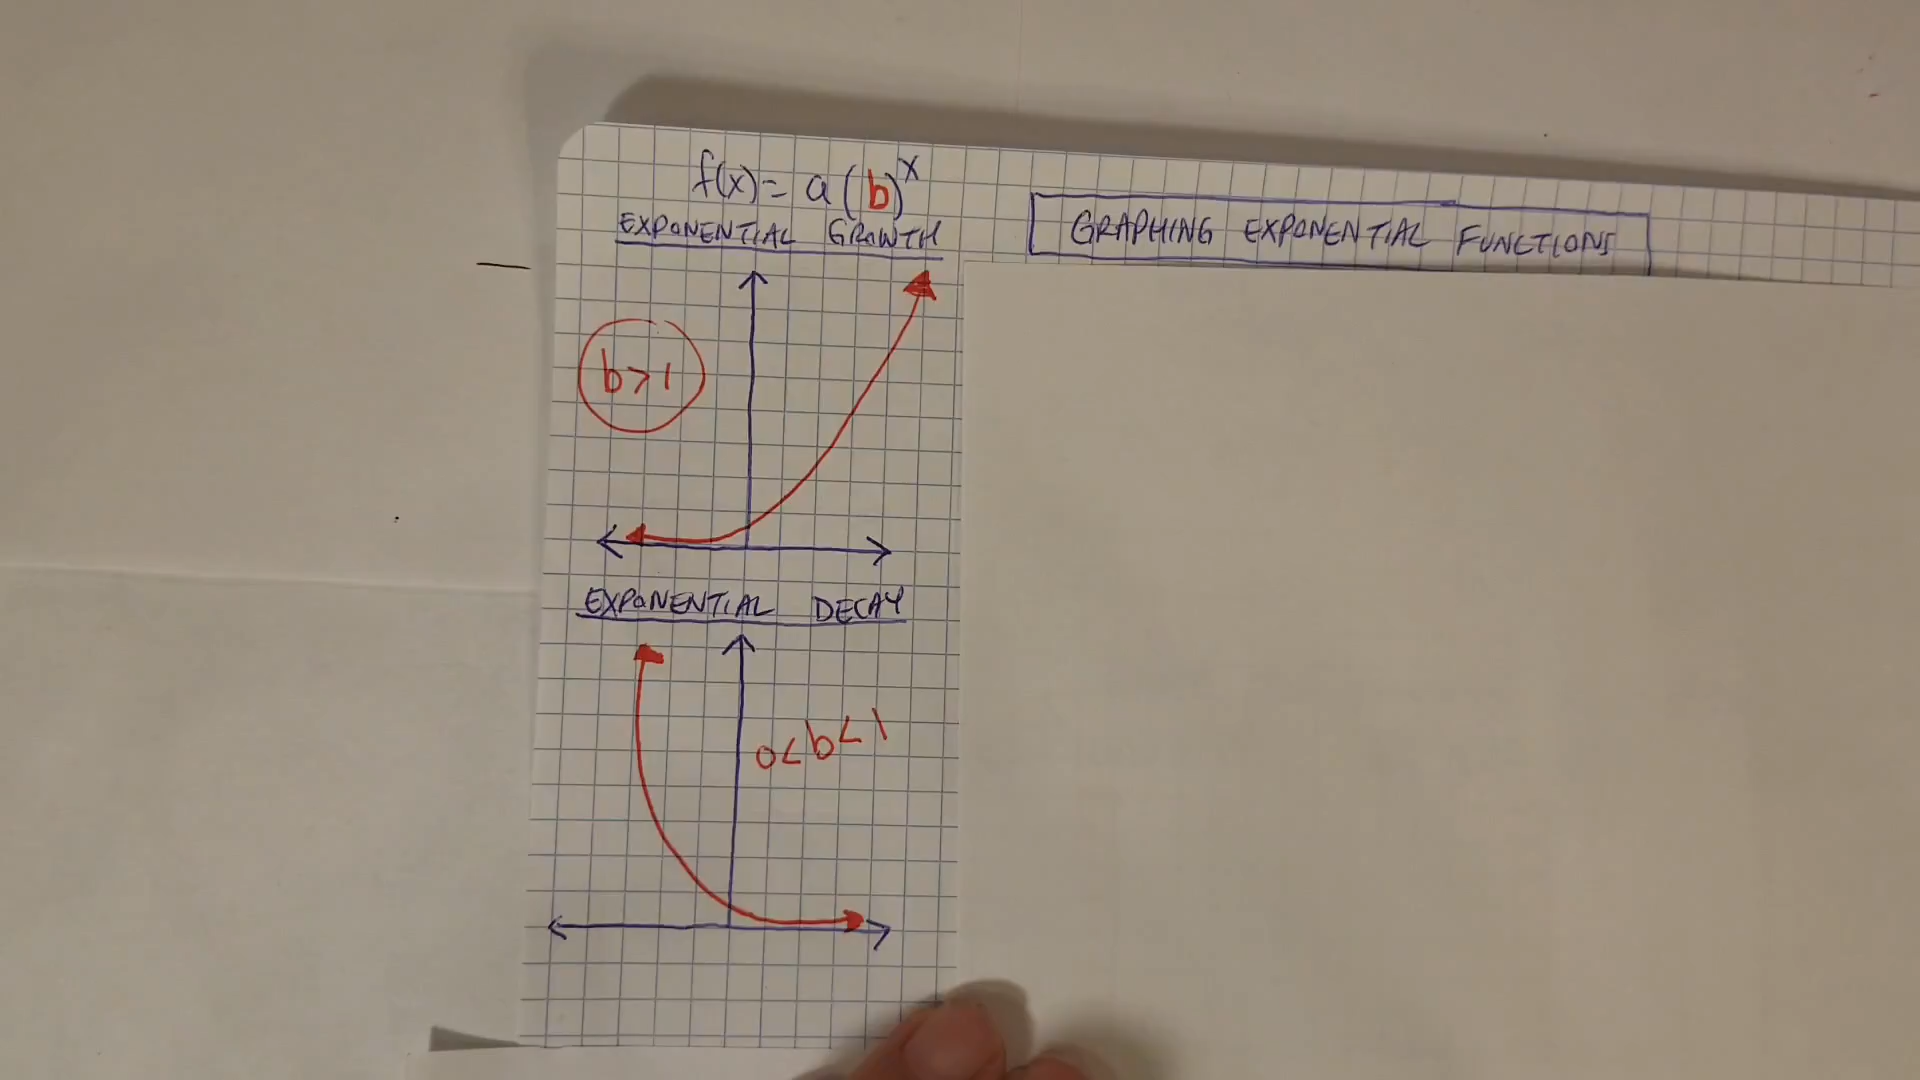 f(x) = a(b)^x
EXPONENTIAL GROWTH
GRAPHING EXPONENTIAL FUNCTIONS
b>1
EXPONENTIAL DECAY
0<b<1